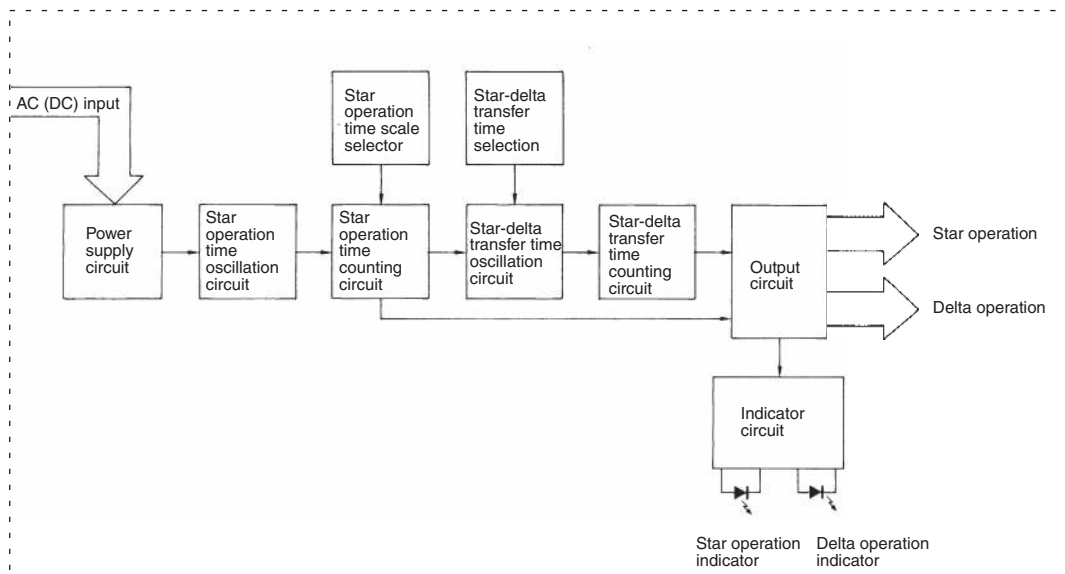 AC (DC) input
Star
operation
time scale
selector
Star-delta
transfer
time
selection
Power
supply
circuit
Star
operation
time
oscillation
circuit
Star
operation
time
counting
circuit
Star-delta
transfer time
oscillation
circuit
Star-delta
transfer
time
counting
circuit
Output
circuit
Star operation
Delta operation
Indicator
circuit
Star operation
indicator
Delta operation
indicator